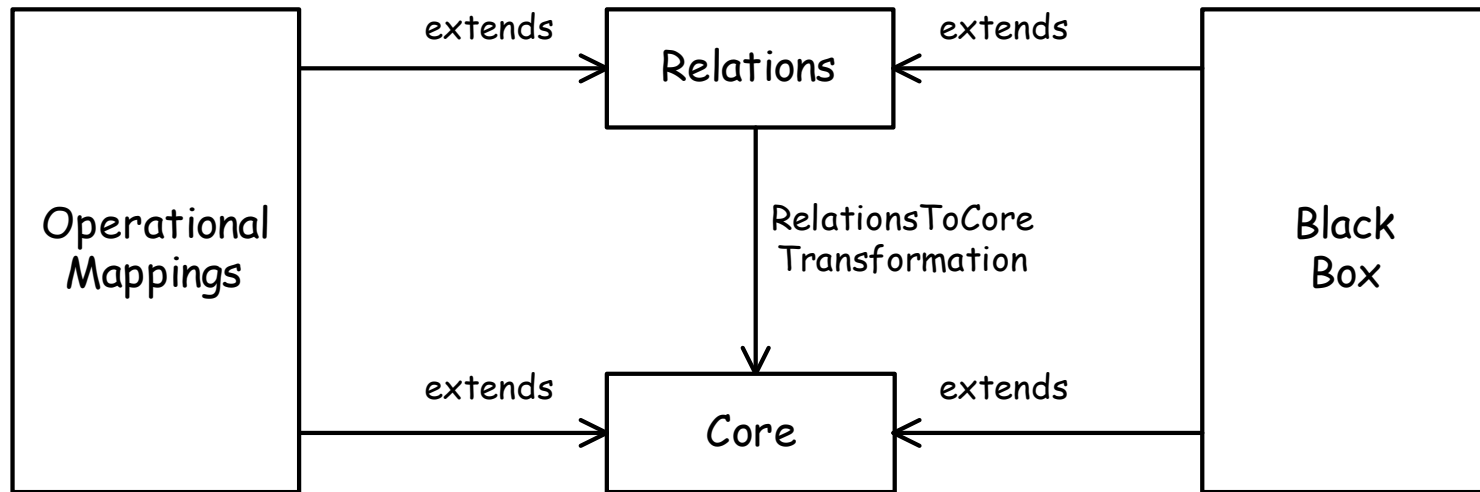 extends
extends
Relations
Operational
Mappings
RelationsToCore
Transformation
Black
Box
extends
extends
Core